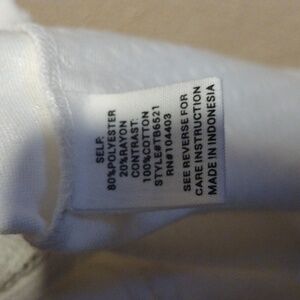 SELF:
80%POLYESTER
20%RAYON
CONTRAST:
100%COTTON
STYLE#TB6521
RN#104403
SEE REVERSE FOR
CARE INSTRUCTION
MADE IN INDONESIA